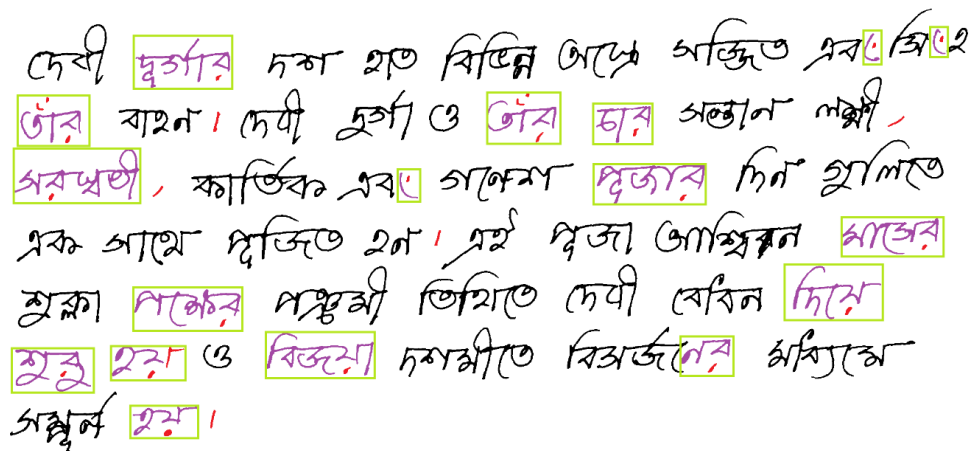 দেবী দূর্গার দশ হাত বিভিন্ন অস্ত্রে সজ্জিত এবং সিংহ
তাঁর বাহন। দেবী দুর্গা ও তাঁর চার সন্তান লক্ষ্মী,
সরস্বতী, কার্তিক এবং গণেশ পূজার দিন গুলিতে
এক সাথে পূজিত হন। এই পূজা আশ্বিন মাসের
শুক্লা পক্ষের পঞ্চমী তিথিতে দেবী বোধন দিয়ে
শুরু হয় ও বিজয়া দশমীতে বিসর্জনের মাধ্যমে
সম্পূর্ন হয়।